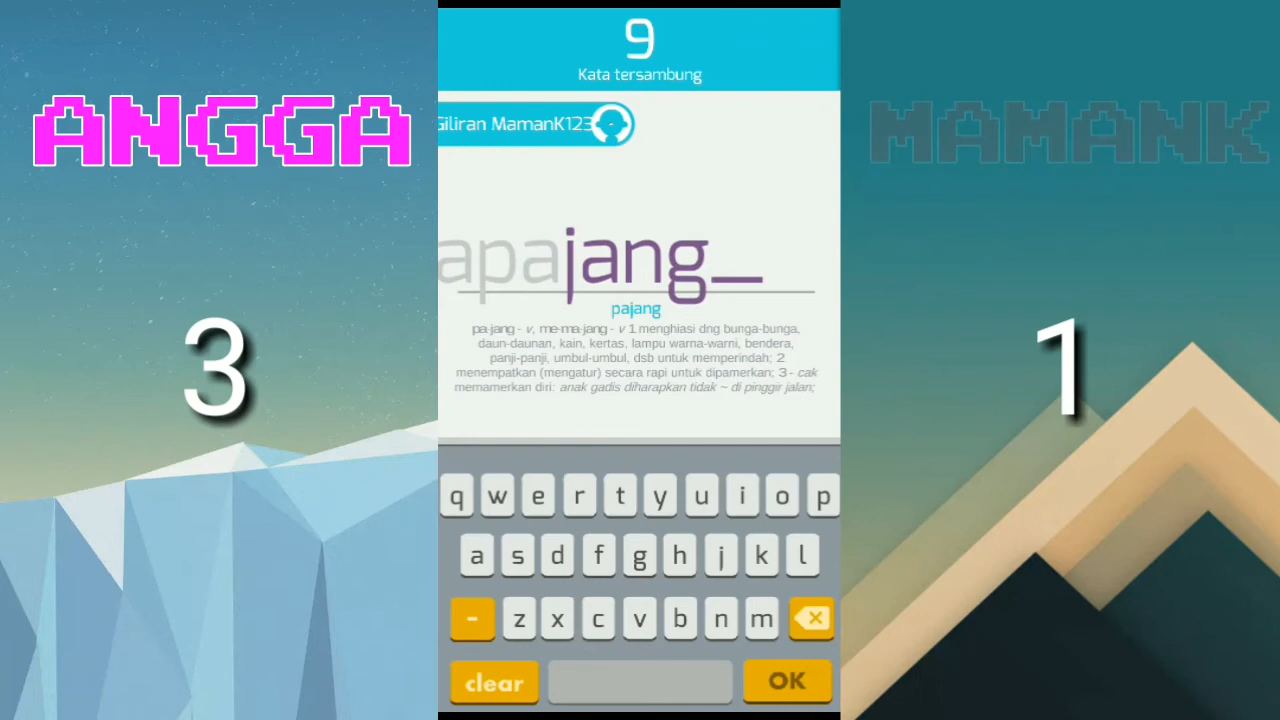 ANGGA
3
9
Kata tersambung
Giliran MamanK123
apajang_
pajang
pa·jang - v, me·ma·jang - v 1 menghiasi dng bunga-bunga,
daun-daunan, kain, kertas, lampu warna-warni, bendera,
panji-panji, umbul-umbul, dsb untuk memperindah; 2
menempatkan (mengatur) secara rapi untuk dipamerkan; 3 - cak
memamerkan diri: anak gadis diharapkan tidak ~ di pinggir jalan;
q w e r t y u i o p
a s d f g h j k l
- z x c v b n m
clear OK
MAMANK
1